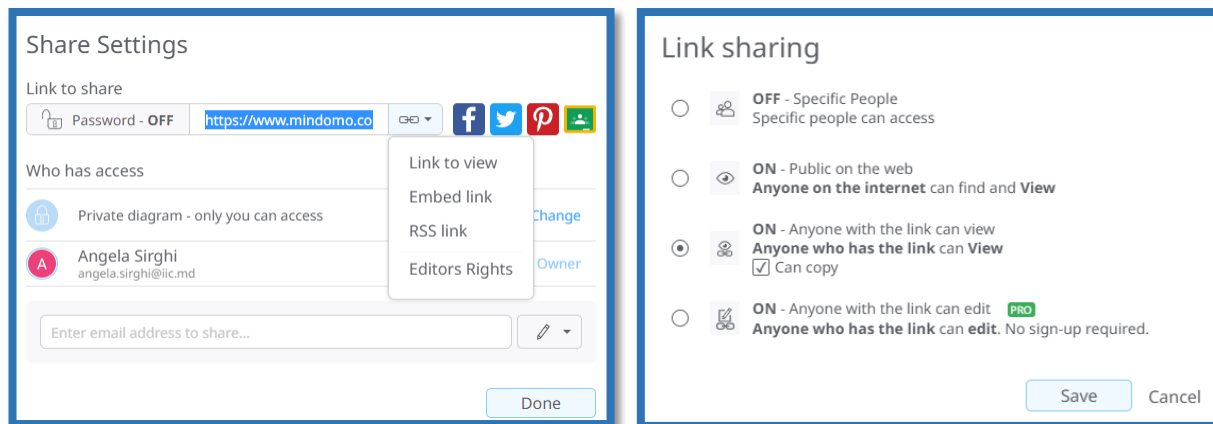 Share Settings
Link to share
Password - OFF
https://www.mindomo.co
Link to view
Embed link
RSS link
Editors Rights
Who has access
Private diagram - only you can access
Change
A
Angela Sirghi
angela.sirghi@iic.md
Owner
Enter email address to share...
Done
Link sharing
OFF - Specific People
Specific people can access
ON - Public on the web
Anyone on the internet can find and View
ON - Anyone with the link can view
Anyone who has the link can View
Can copy
ON - Anyone with the link can edit PRO
Anyone who has the link can edit. No sign-up required.
Save
Cancel